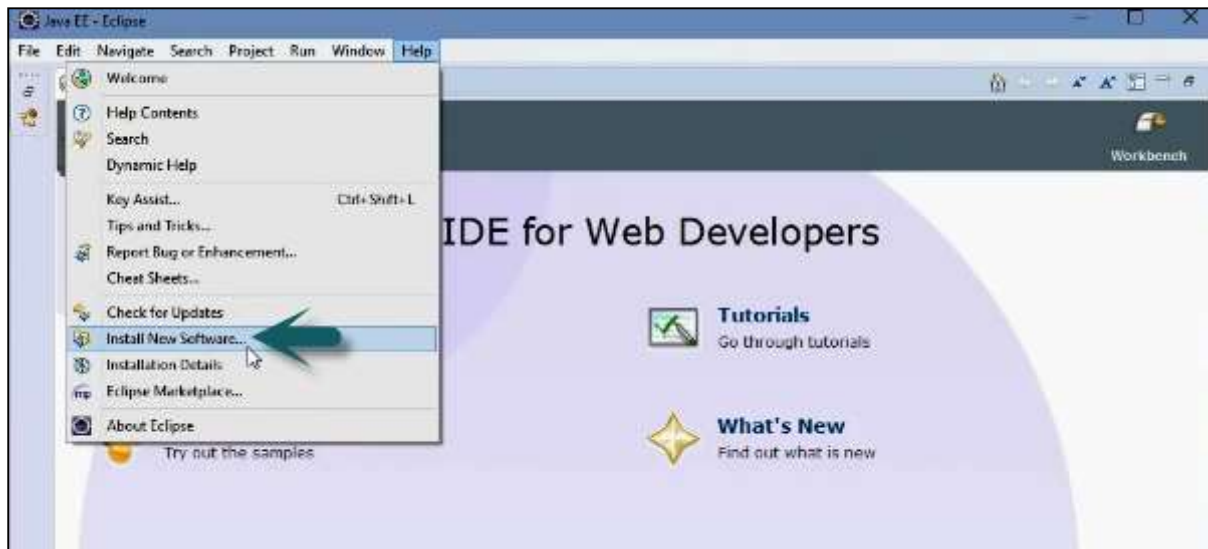 Java EE - Eclipse
File Edit Navigate Search Project Run Window Help
Welcome
Help Contents
Search
Dynamic Help
Key Assist... Ctrl+Shift+L
Tips and Tricks...
Report Bug or Enhancement...
Cheat Sheets...
Check for Updates
Install New Software...
Installation Details
Eclipse Marketplace...
About Eclipse
Workbench
IDE for Web Developers
Tutorials
Go through tutorials
What's New
Find out what is new
Try out the samples